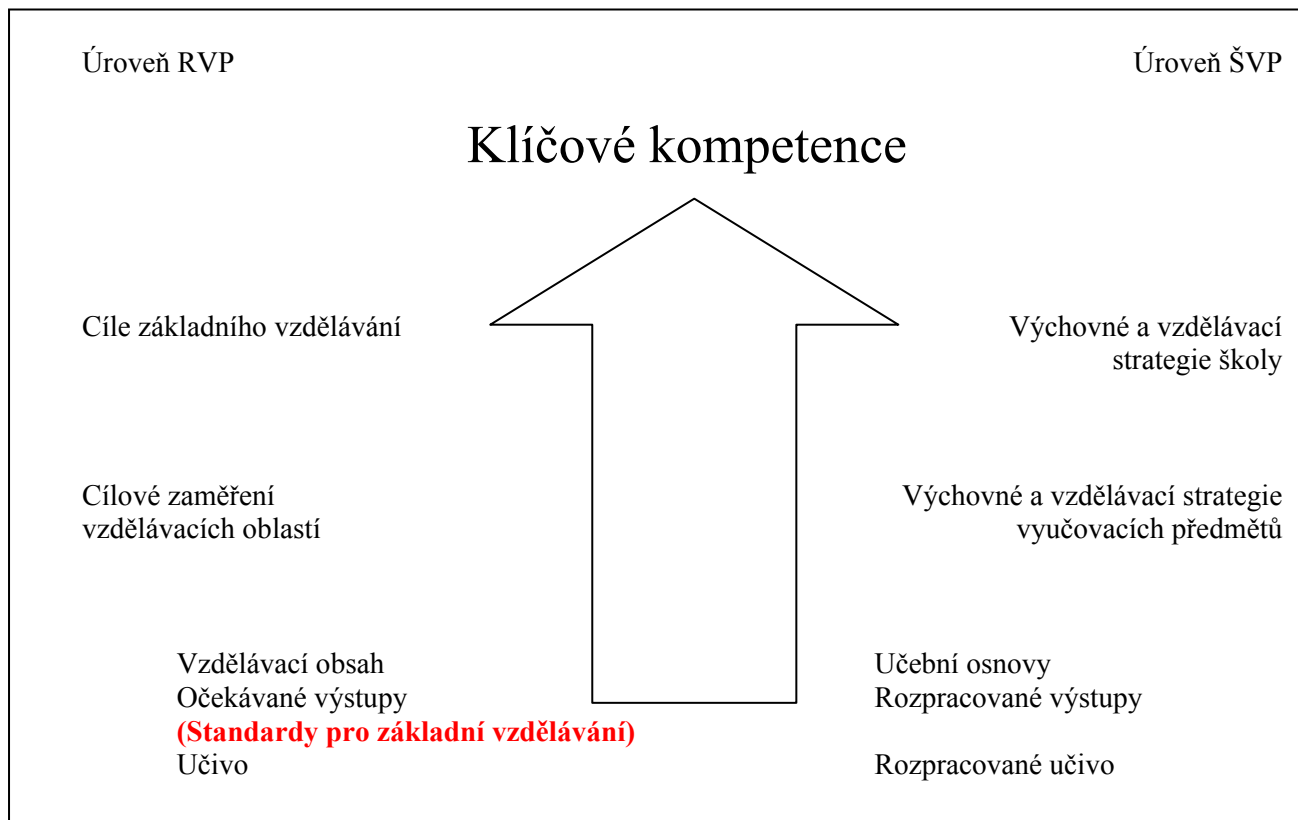 Úroveň RVP
Úroveň ŠVP
Klíčové kompetence
Cíle základního vzdělávání
Výchovné a vzdělávací
strategie školy
Cílové zaměření
vzdělávacích oblastí
Výchovné a vzdělávací strategie
vyučovacích předmětů
Vzdělávací obsah
Očekávané výstupy
(Standardy pro základní vzdělávání)
Učivo
Učební osnovy
Rozpracované výstupy
Rozpracované učivo